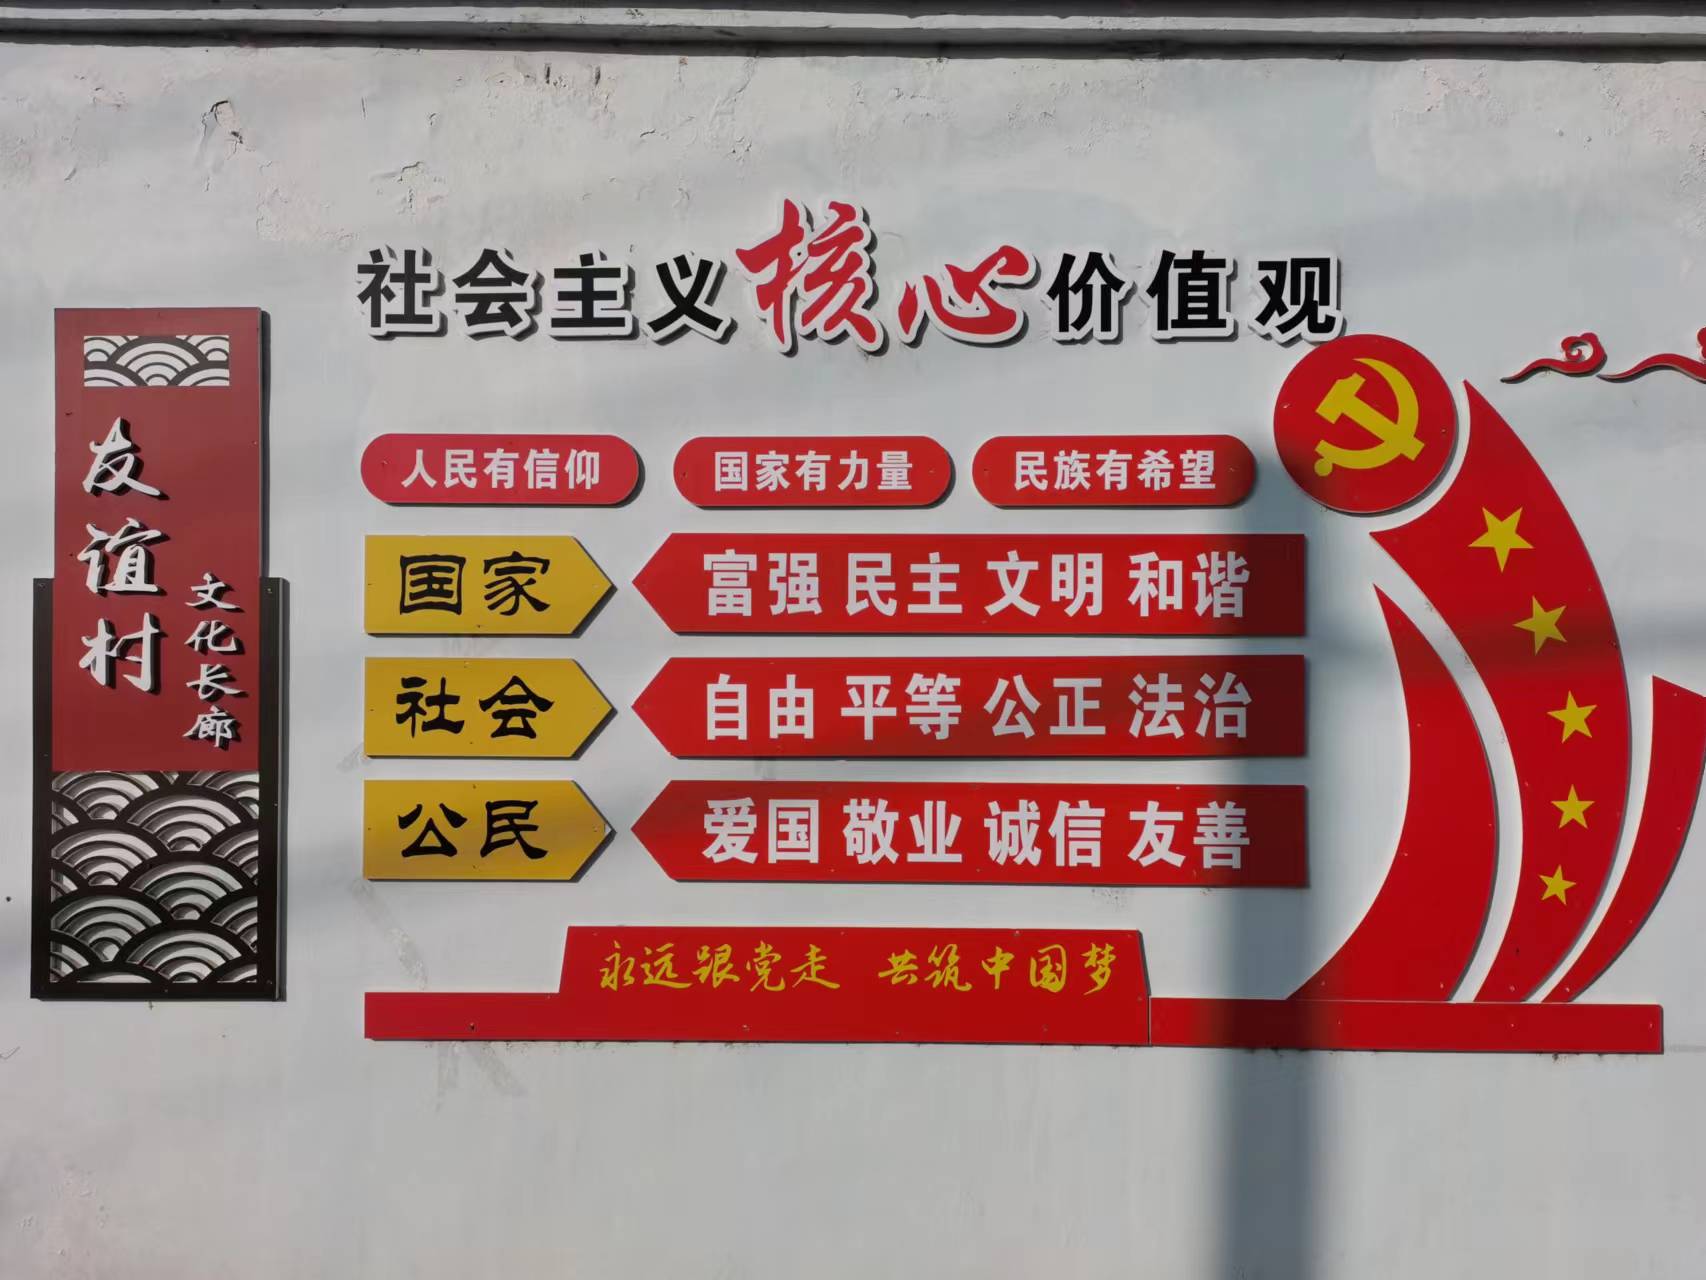 社会主义核心价值观
友谊村
文化长廊
人民有信仰 国家有力量 民族有希望
国家 富强 民主 文明 和谐
社会 自由 平等 公正 法治
公民 爱国 敬业 诚信 友善
永远跟党走 共筑中国梦